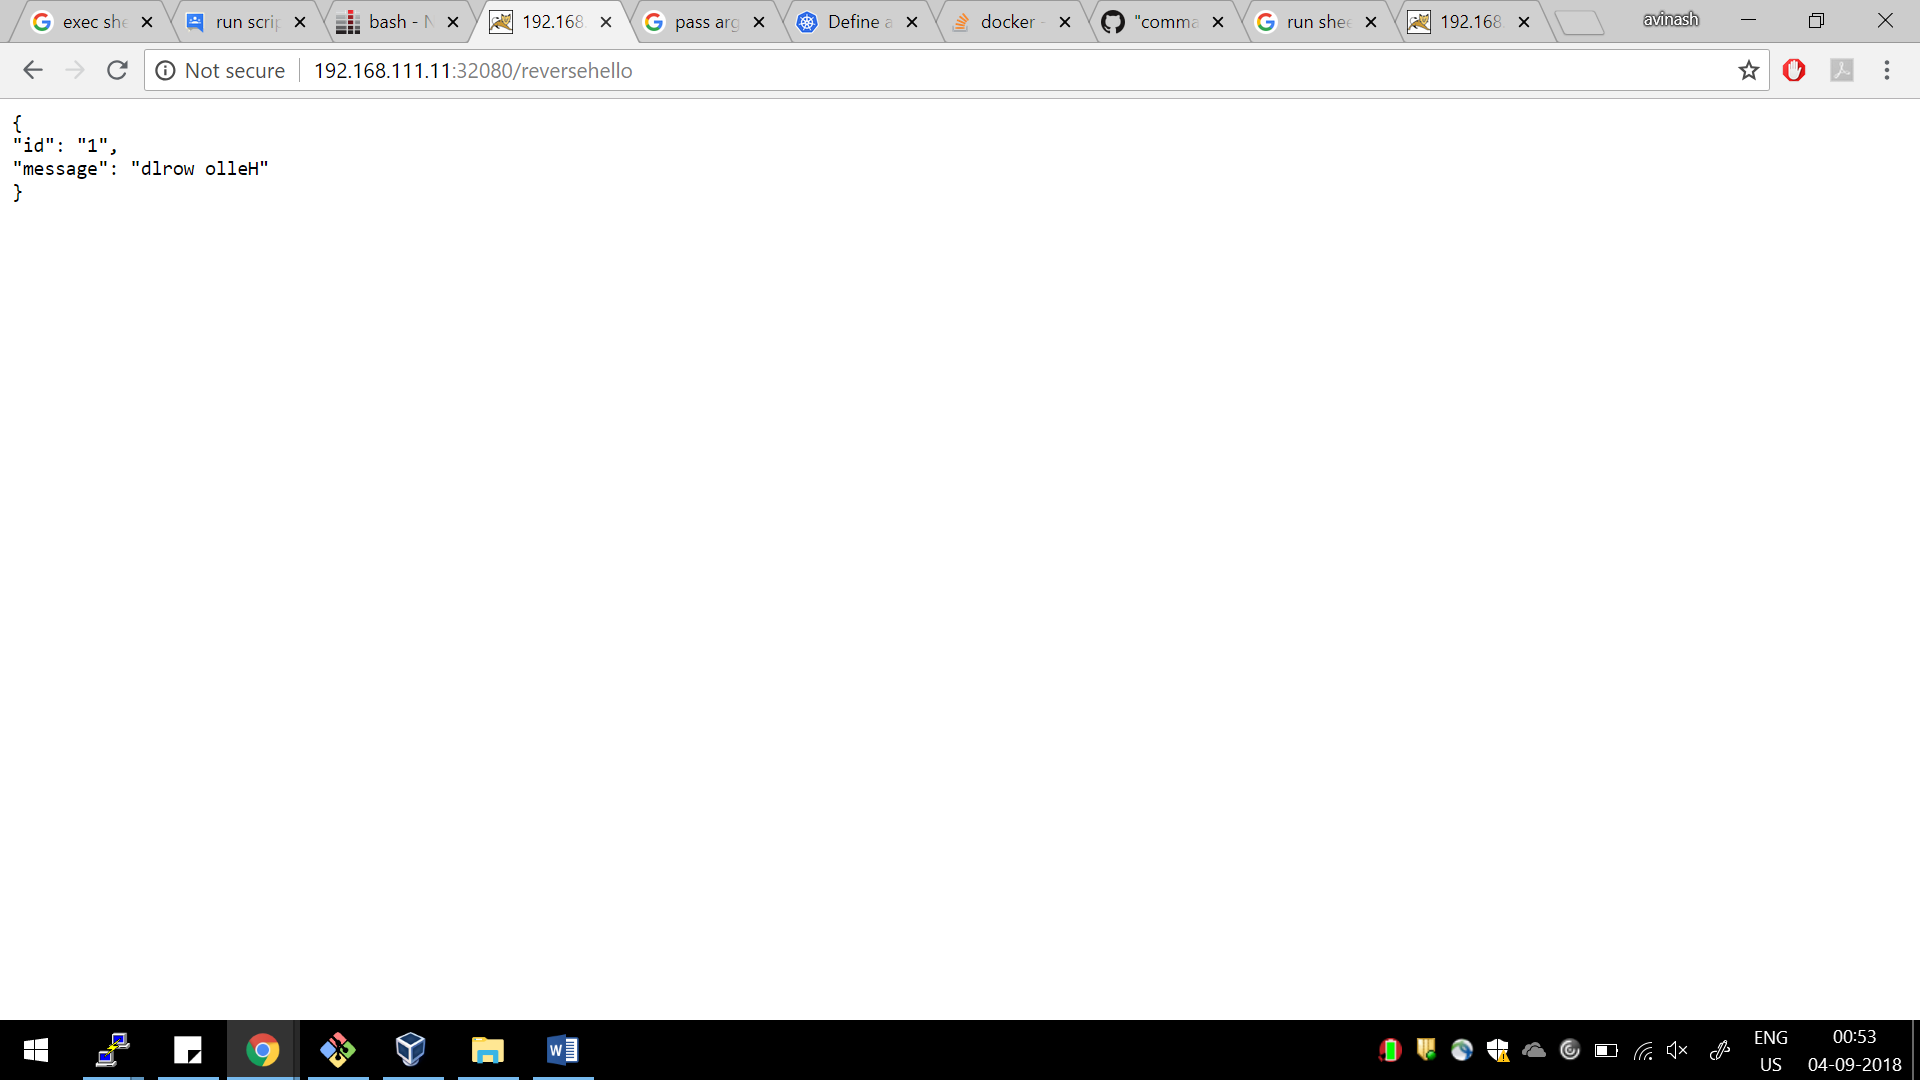 exec she
run scrip
bash - N
192.168.
pass arg
Define a
docker -
"comma
run shee
192.168.
avinash
Not secure 192.168.111.11:32080/reversehello
{
"id": "1",
"message": "dlrow olleH"
}
ENG 00:53
US 04-09-2018